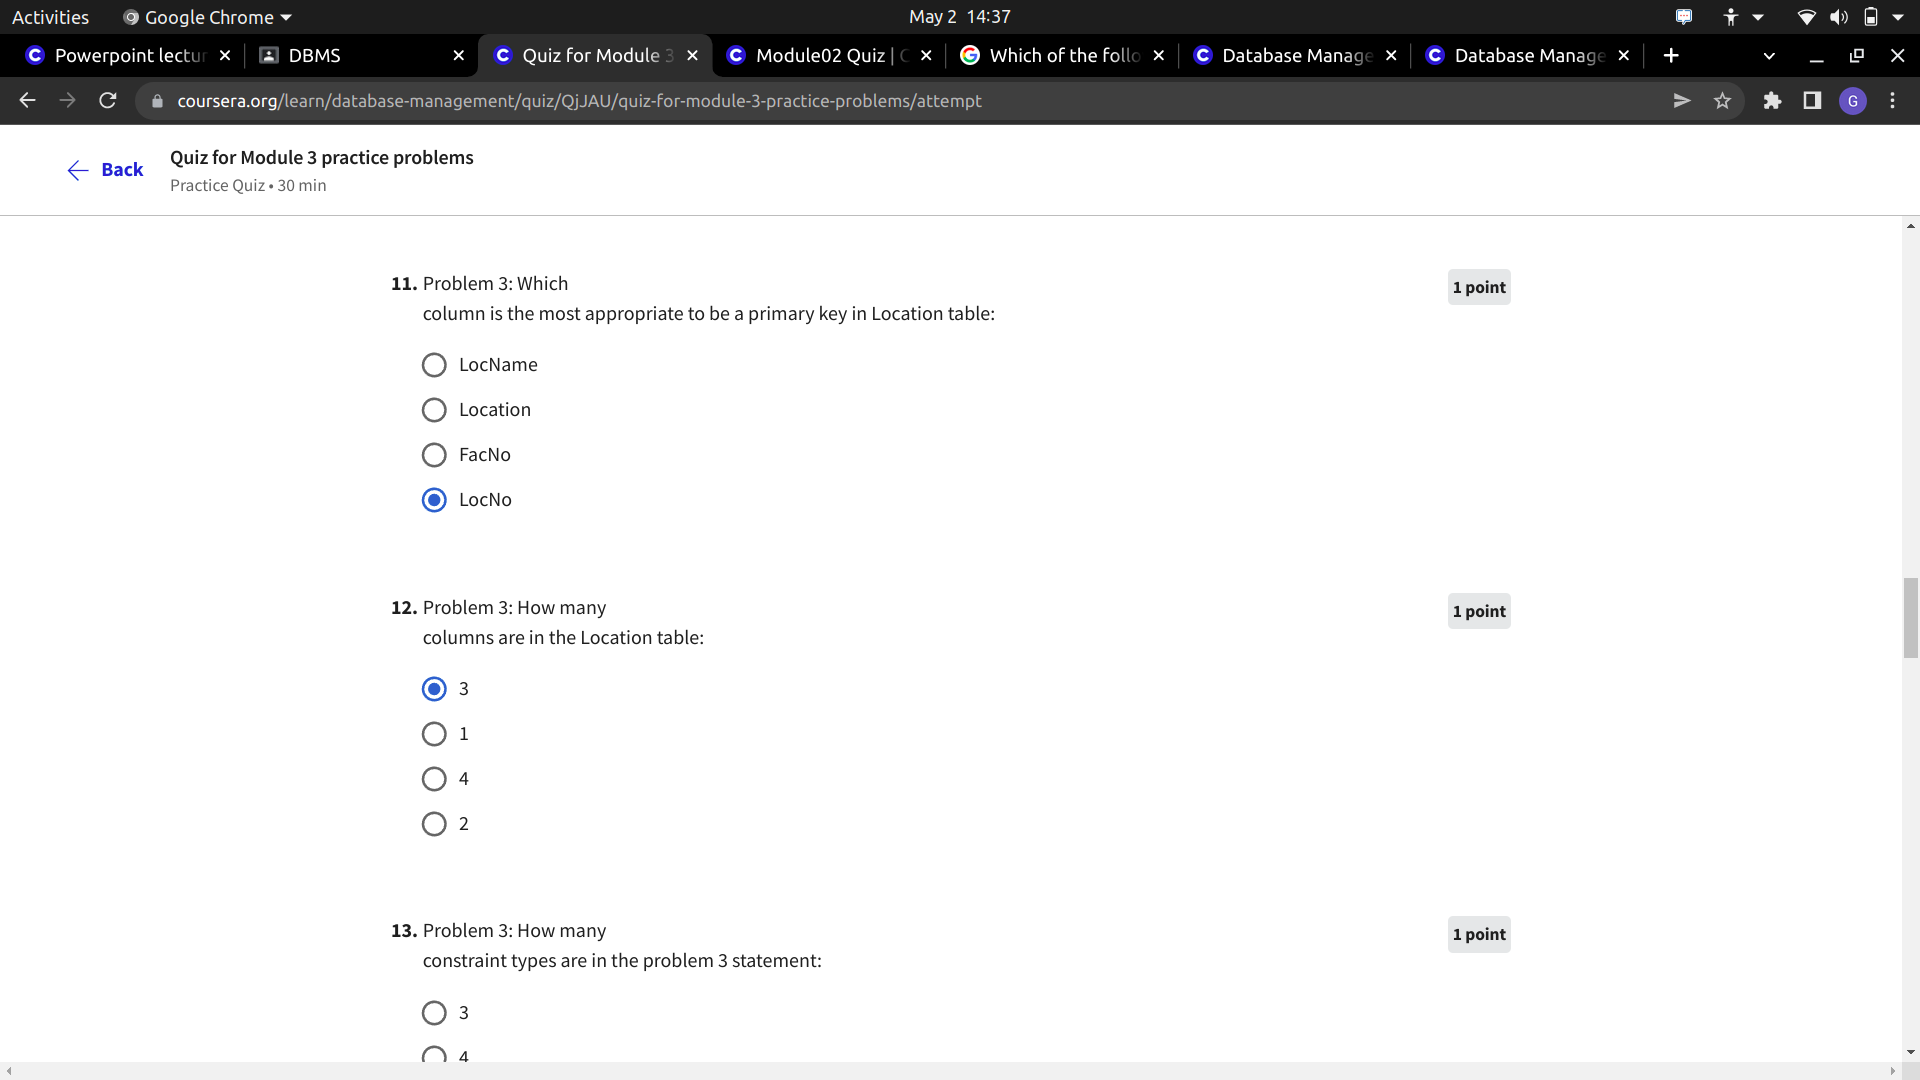 Activities
Google Chrome
May 2 14:37
Powerpoint lectur
DBMS
Quiz for Module 3
Module02 Quiz | C
Which of the follo
Database Manage
Database Manage
coursera.org/learn/database-management/quiz/QjJAU/quiz-for-module-3-practice-problems/attempt
G
Back
Quiz for Module 3 practice problems
Practice Quiz • 30 min
11. Problem 3: Which
column is the most appropriate to be a primary key in Location table:
1 point
LocName
Location
FacNo
LocNo
12. Problem 3: How many
columns are in the Location table:
1 point
3
1
4
2
13. Problem 3: How many
constraint types are in the problem 3 statement:
1 point
3
4